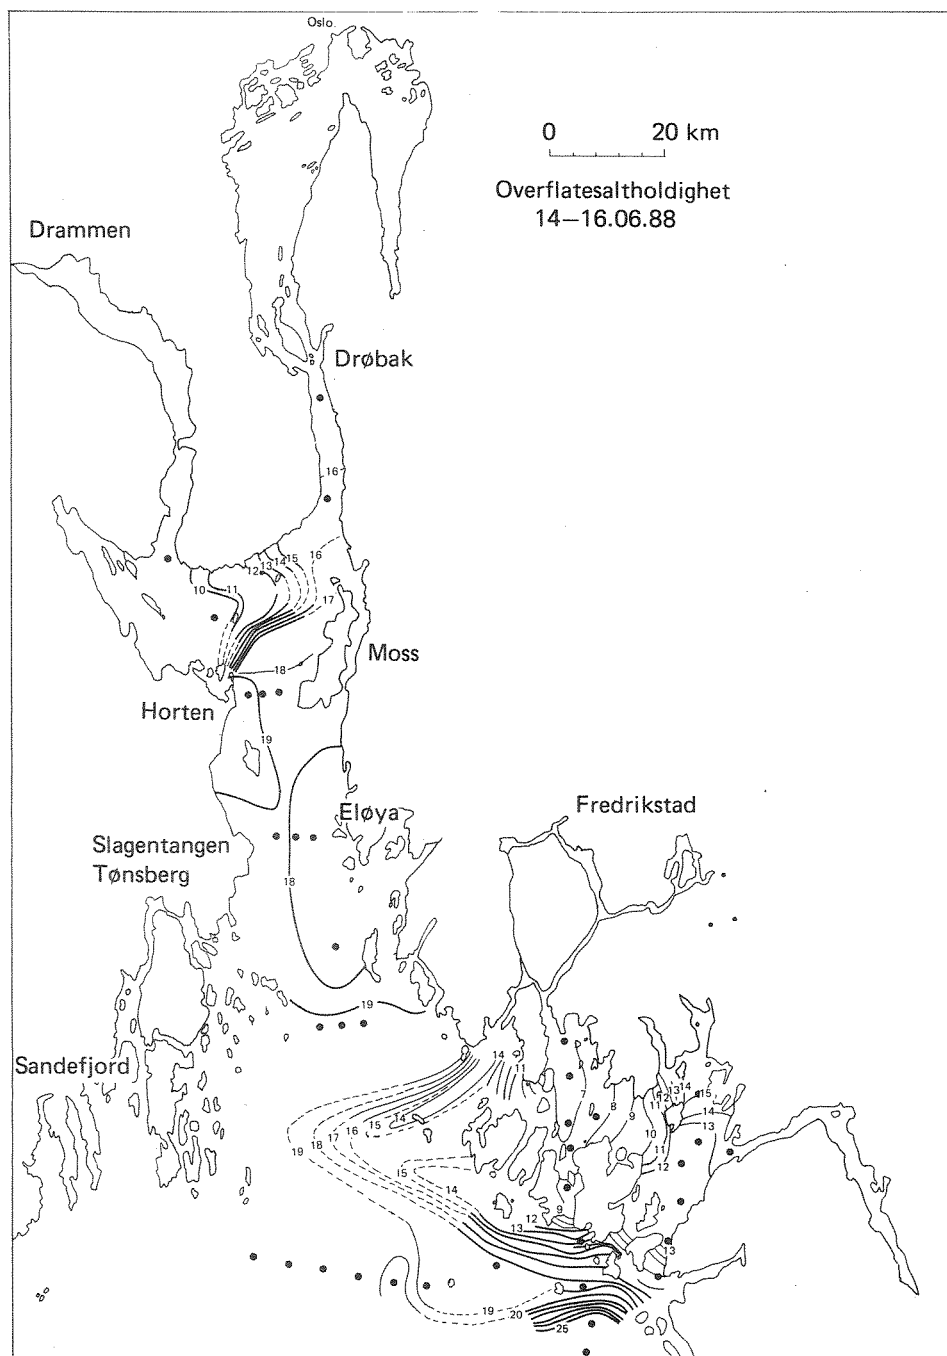 Oslo.
0 20 km
Overflatesaltholdighet
14–16.06.88
Drammen
Drøbak
16
16
12 13 14 15
10 11
17
Moss
18
Horten
19
Eløya
Fredrikstad
Slagentangen
Tønsberg
18
19
Sandefjord
14
11
7
8
9
11
12
13
14
15
14
13
10
11
12
14
15
16
17
18
19
15
14
9
12
13
13
19 20
25